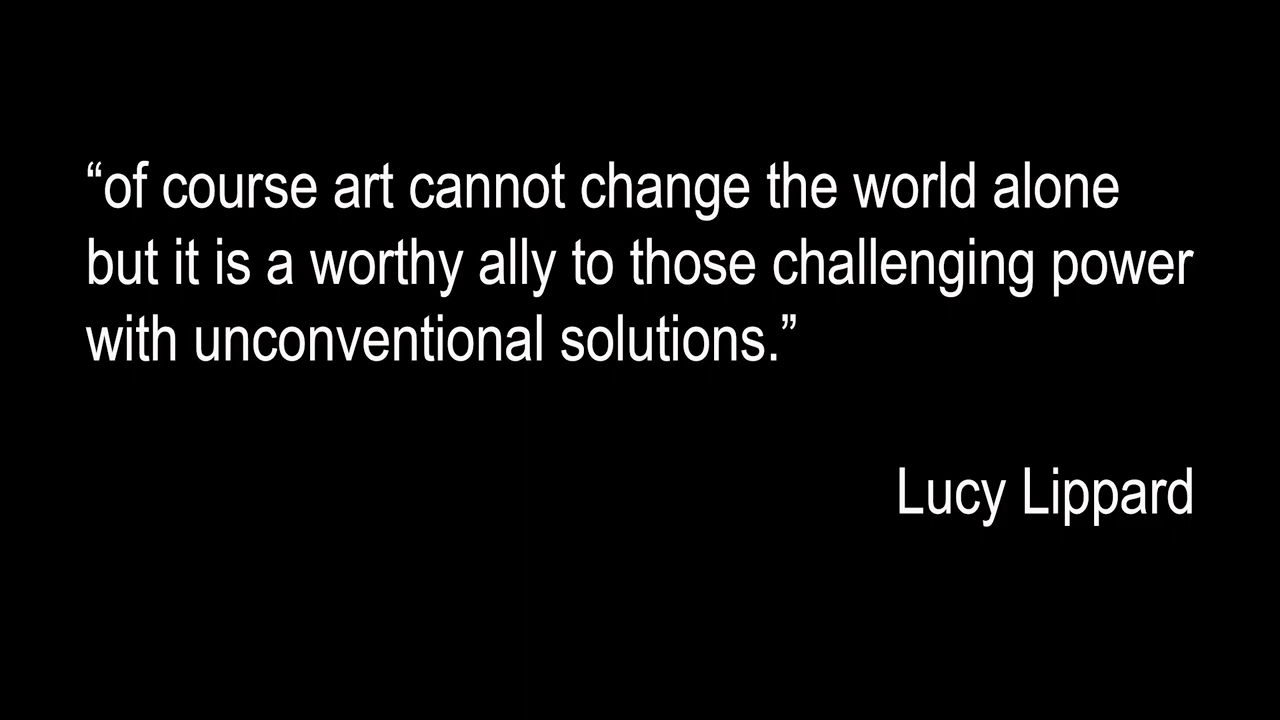 “of course art cannot change the world alone
but it is a worthy ally to those challenging power
with unconventional solutions.”
Lucy Lippard